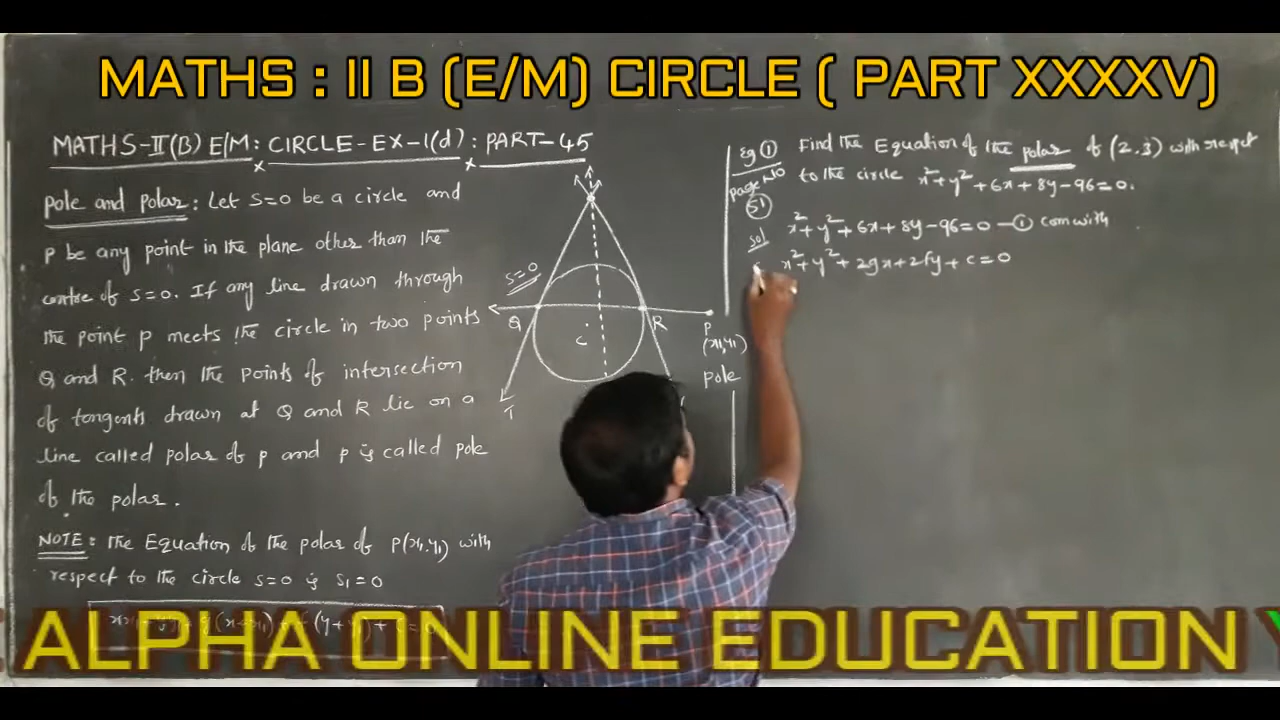 MATHS : II B (E/M) CIRCLE ( PART XXXXV)
MATHS-II(B) E/M: CIRCLE-EX-1(d): PART-45
Pole and Polar: Let S=0 be a circle and
P be any point in the plane other than the
centre of S=0. If any line drawn through
the point P meets the circle in two points
Q and R. then the points of intersection
of tangents drawn at Q and R lie on a
line called polar of P and P is called pole
of the polar.
NOTE: The Equation of the polar of P(x1,y1) with
respect to the circle S=0 is S1=0
S=0
Q
R
C
T
P
(x1,y1)
pole
Eg ① Find the Equation of the polar of (2,3) with respect
to the circle x²+y²+6x+8y-96=0.
Page No
51
Sol x²+y²+6x+8y-96=0 — ① com with
x²+y²+2gx+2fy+c=0
ALPHA ONLINE EDUCATION